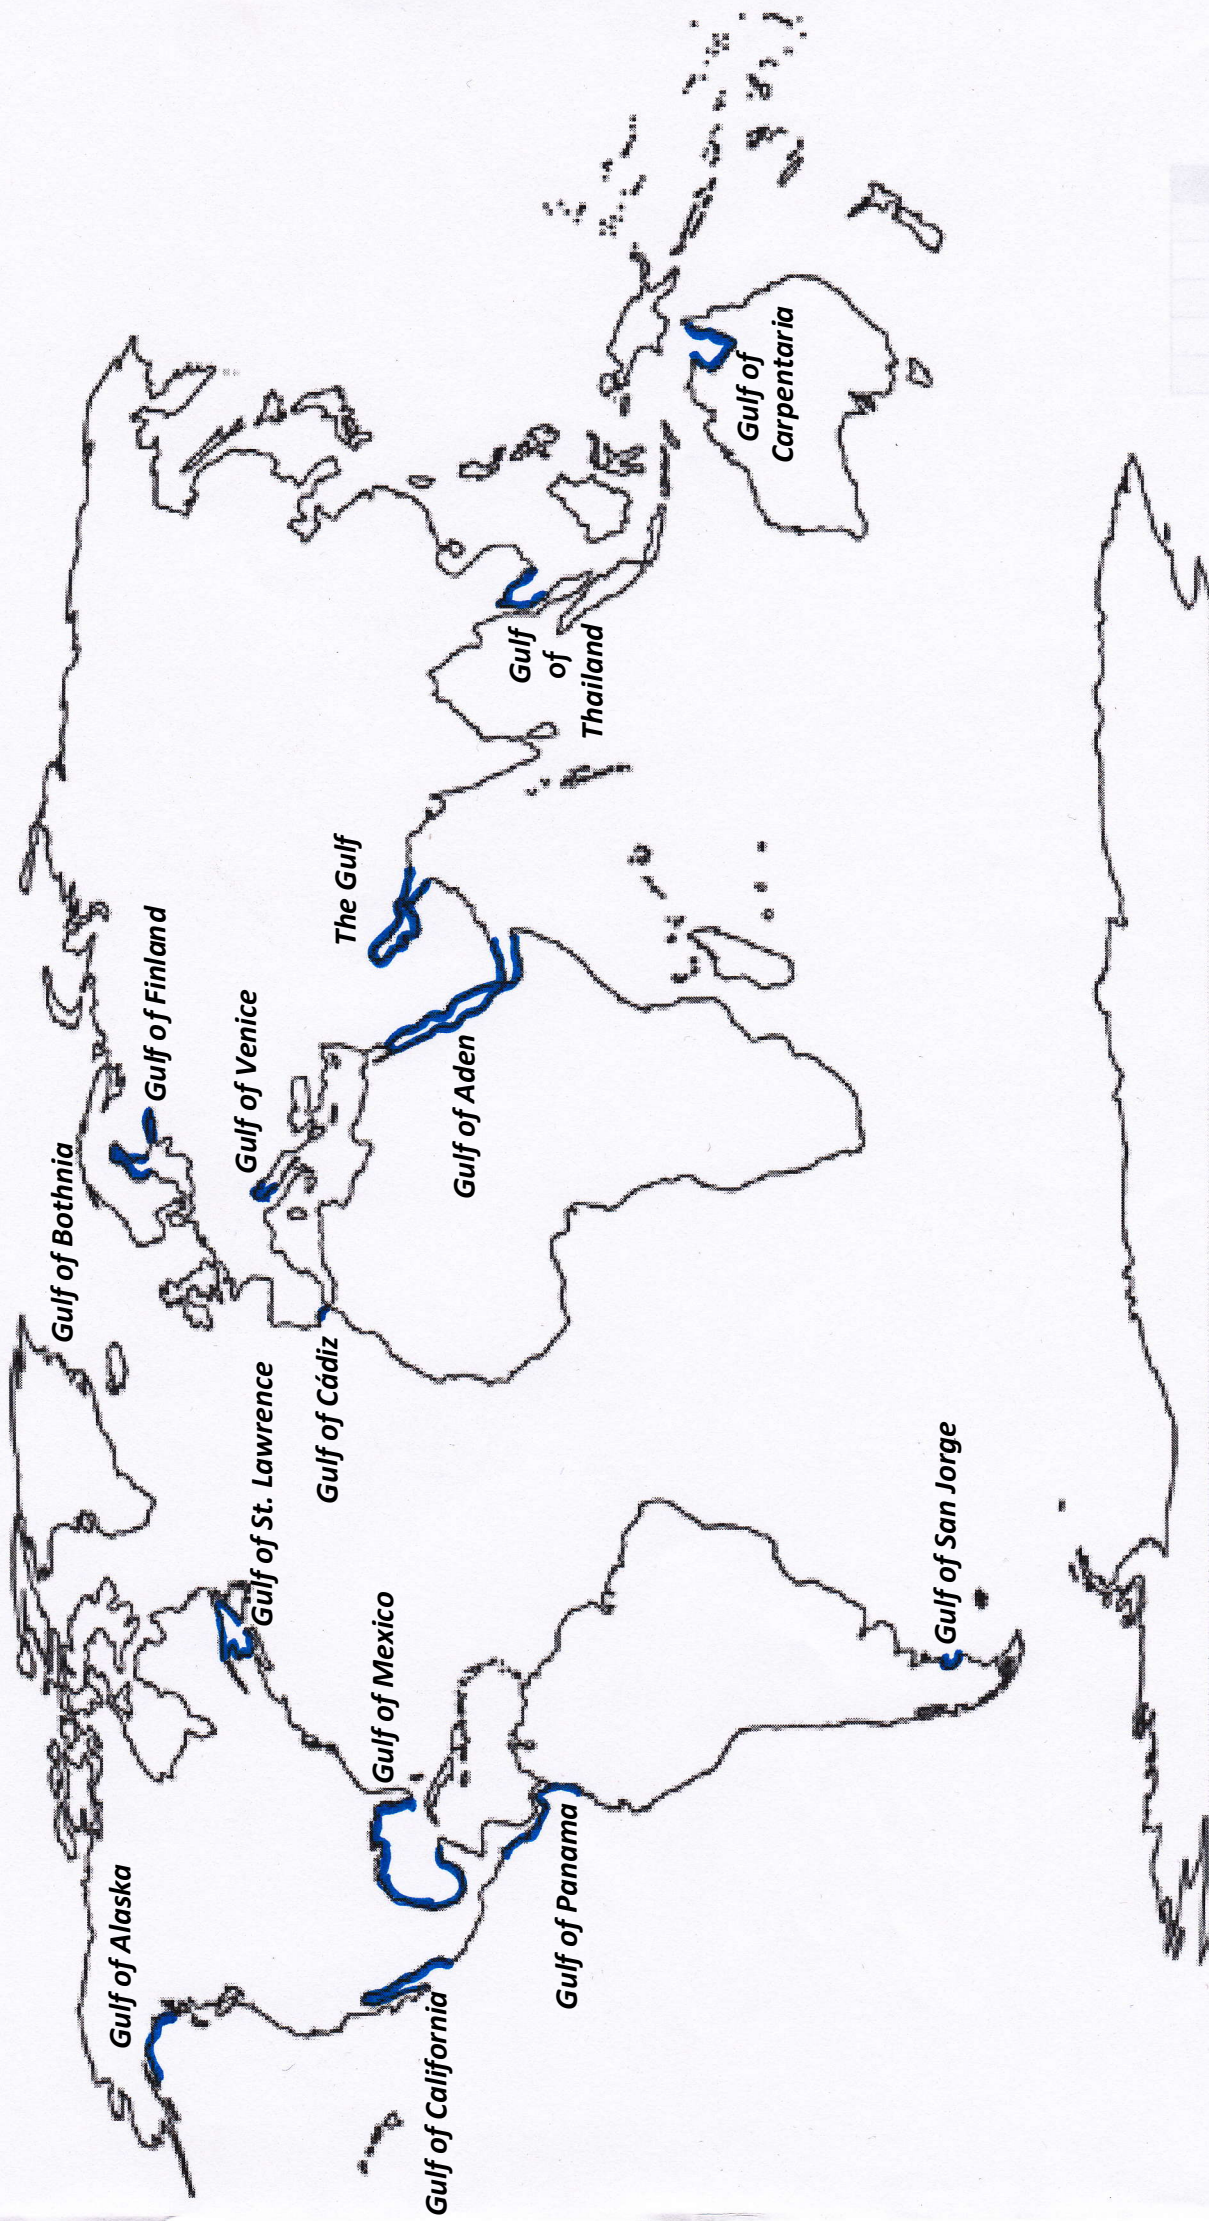 Gulf of Alaska
Gulf of California
Gulf of Mexico
Gulf of Panama
Gulf of St. Lawrence
Gulf of San Jorge
Gulf of Bothnia
Gulf of Finland
Gulf of Venice
Gulf of Cádiz
Gulf of Aden
The Gulf
Gulf
of
Thailand
Gulf of
Carpentaria